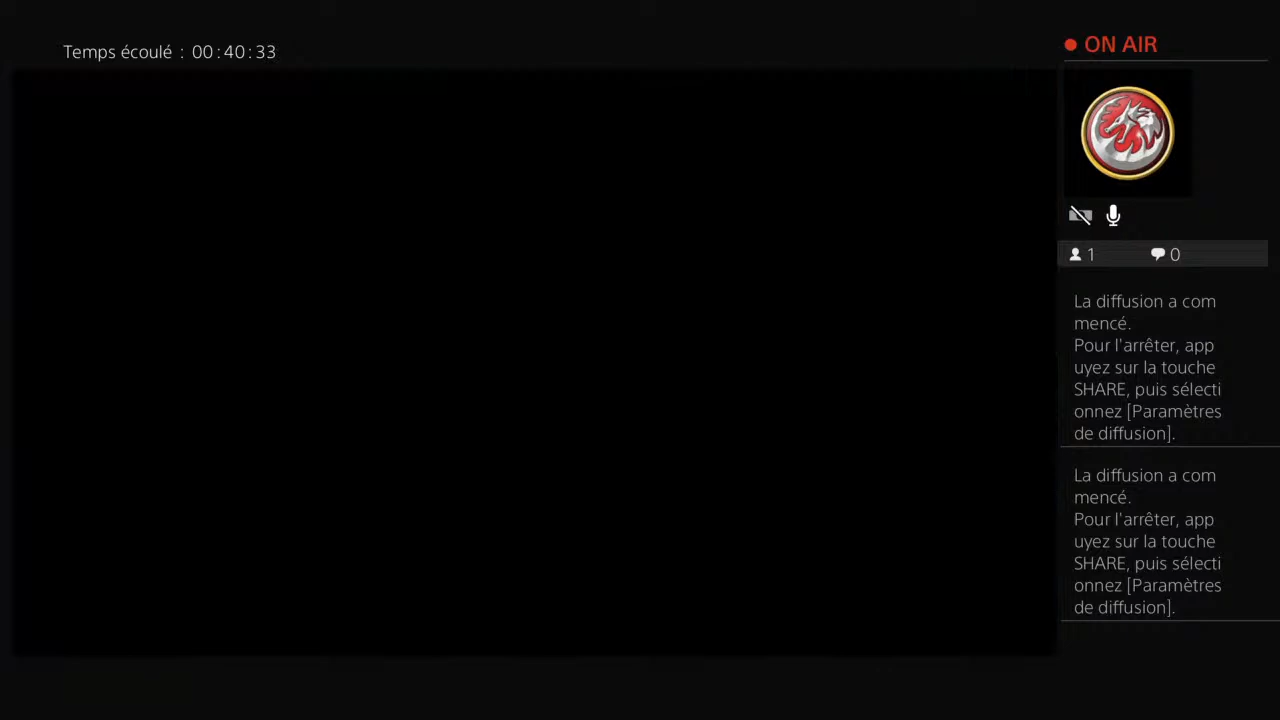 Temps écoulé : 00:40:33
ON AIR
1
0
La diffusion a com
mencé.
Pour l'arrêter, app
uyez sur la touche
SHARE, puis sélecti
onnez [Paramètres
de diffusion].
La diffusion a com
mencé.
Pour l'arrêter, app
uyez sur la touche
SHARE, puis sélecti
onnez [Paramètres
de diffusion].